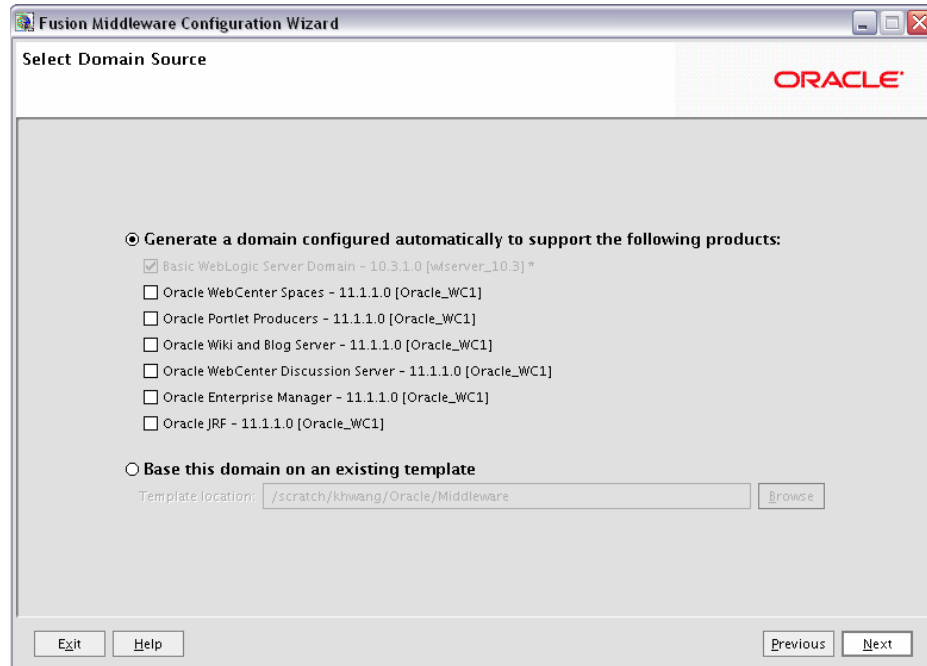 Fusion Middleware Configuration Wizard
Select Domain Source
ORACLE
Generate a domain configured automatically to support the following products:
Basic WebLogic Server Domain - 10.3.1.0 [wlserver_10.3] *
Oracle WebCenter Spaces - 11.1.1.0 [Oracle_WC1]
Oracle Portlet Producers - 11.1.1.0 [Oracle_WC1]
Oracle Wiki and Blog Server - 11.1.1.0 [Oracle_WC1]
Oracle WebCenter Discussion Server - 11.1.1.0 [Oracle_WC1]
Oracle Enterprise Manager - 11.1.1.0 [Oracle_WC1]
Oracle JRF - 11.1.1.0 [Oracle_WC1]
Base this domain on an existing template
Template location: /scratch/khwang/Oracle/Middleware Browse
Exit Help Previous Next